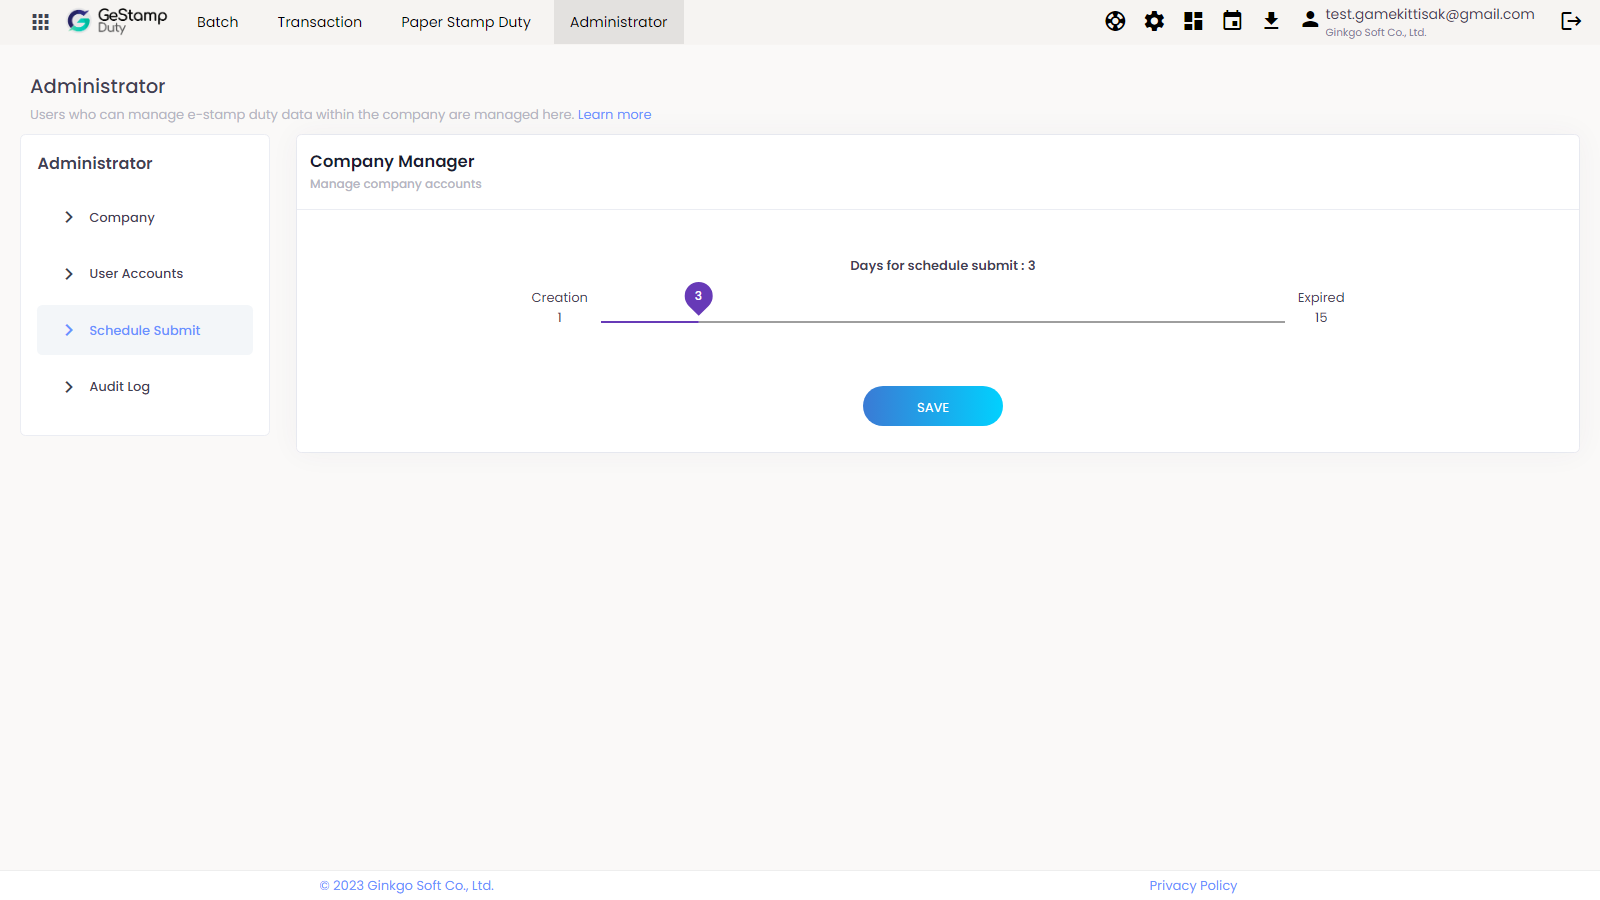 GeStamp
Duty
Batch
Transaction
Paper Stamp Duty
Administrator
test.gamekittisak@gmail.com
Ginkgo Soft Co., Ltd.
Administrator
Users who can manage e-stamp duty data within the company are managed here. Learn more
Administrator
Company
User Accounts
Schedule Submit
Audit Log
Company Manager
Manage company accounts
Days for schedule submit : 3
Creation
1
3
Expired
15
SAVE
© 2023 Ginkgo Soft Co., Ltd.
Privacy Policy